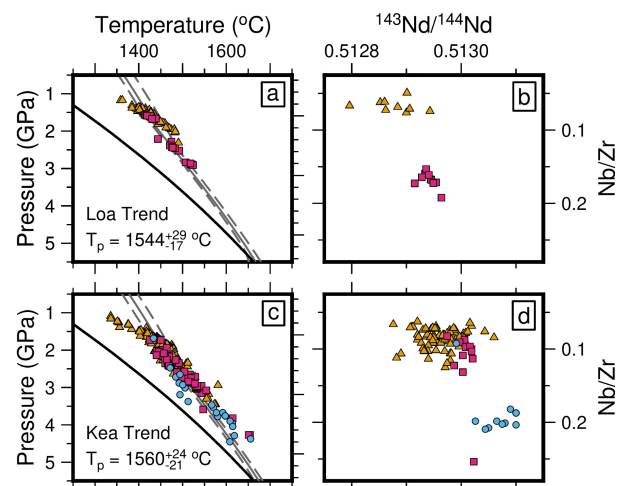 Temperature (ºC)
¹⁴³Nd/¹⁴⁴Nd
1400 1600
0.5128 0.5130
a
b
Pressure (GPa)
1
2
3
4
5
Loa Trend
Tₚ = 1544 +29 -17 ºC
0.1
0.2
Nb/Zr
c
d
Pressure (GPa)
1
2
3
4
5
Kea Trend
Tₚ = 1560 +24 -21 ºC
0.1
0.2
Nb/Zr